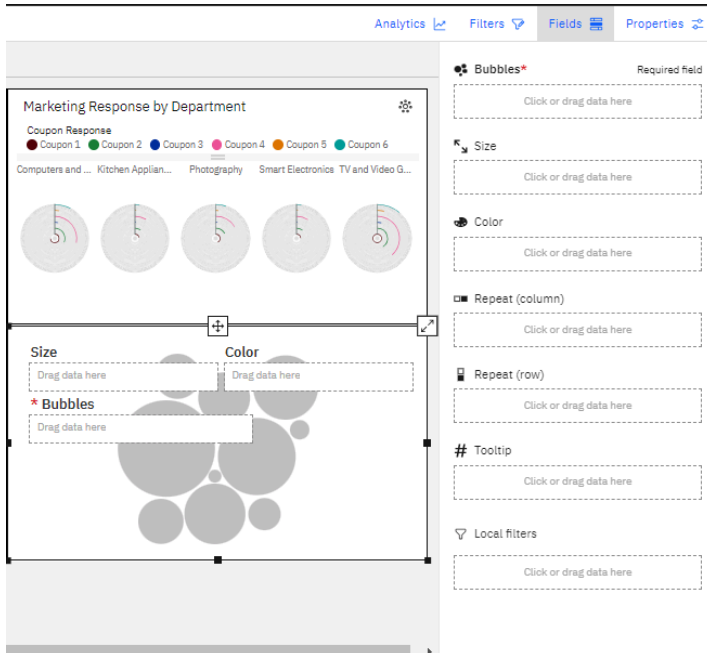 Analytics Filters Fields Properties
Marketing Response by Department
Coupon Response
Coupon 1 Coupon 2 Coupon 3 Coupon 4 Coupon 5 Coupon 6
Computers and ... Kitchen Applian... Photography Smart Electronics TV and Video G...
Size Color
Drag data here Drag data here
* Bubbles
Drag data here
Bubbles* Required field
Click or drag data here
Size
Click or drag data here
Color
Click or drag data here
Repeat (column)
Click or drag data here
Repeat (row)
Click or drag data here
# Tooltip
Click or drag data here
Local filters
Click or drag data here